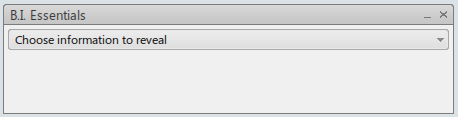 B.I. Essentials
Choose information to reveal